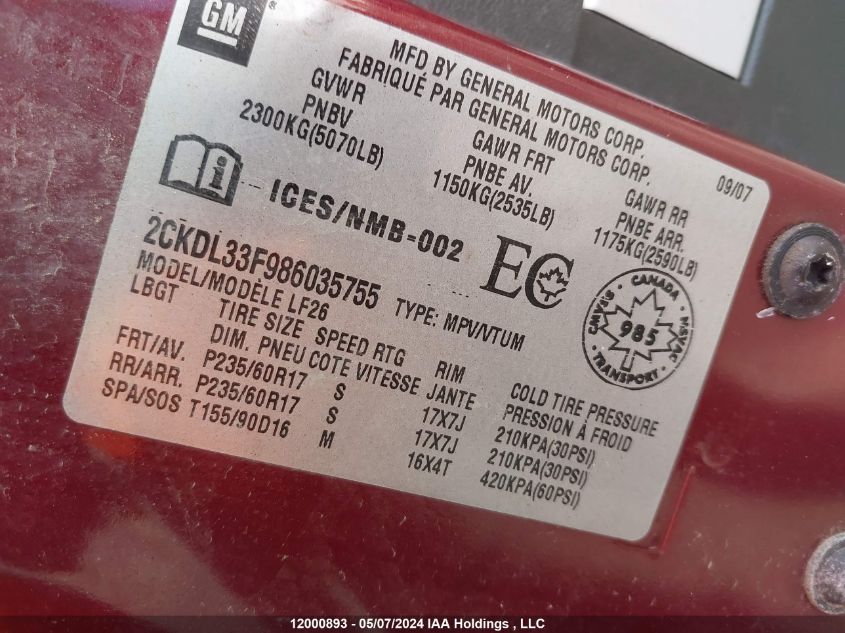 GM
®
MFD BY GENERAL MOTORS CORP.
FABRIQUÉ PAR GENERAL MOTORS CORP.
09/07
GVWR GAWR FRT GAWR RR
PNBV PNBE AV. PNBE ARR.
2300KG(5070LB) 1150KG(2535LB) 1175KG(2590LB)
i ICES/NMB-002 EC
2CKDL33F986035755 TYPE: MPV/VTUM
MODEL/MODÈLE LF26
LBGT
CANADA
985
TRANSPORT
CMVSS
NSVAC
TIRE SIZE SPEED RTG RIM COLD TIRE PRESSURE
DIM. PNEU COTE VITESSE JANTE PRESSION À FROID
FRT/AV. P235/60R17 S 17X7J 210KPA(30PSI)
RR/ARR. P235/60R17 S 17X7J 210KPA(30PSI)
SPA/SOS T155/90D16 M 16X4T 420KPA(60PSI)
12000893 - 05/07/2024 IAA Holdings , LLC